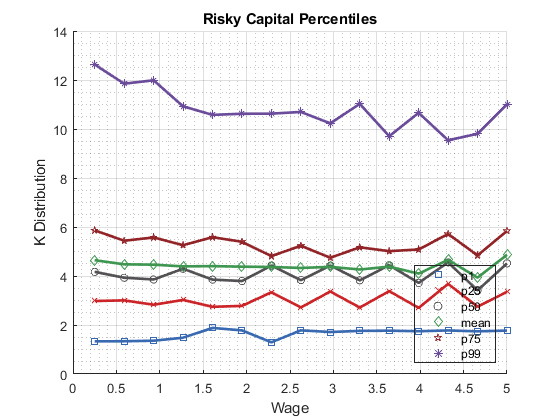 Risky Capital Percentiles
K Distribution
14
12
10
8
6
4
2
0
0 0.5 1 1.5 2 2.5 3 3.5 4 4.5 5
Wage
p1
p25
p50
mean
p75
p99